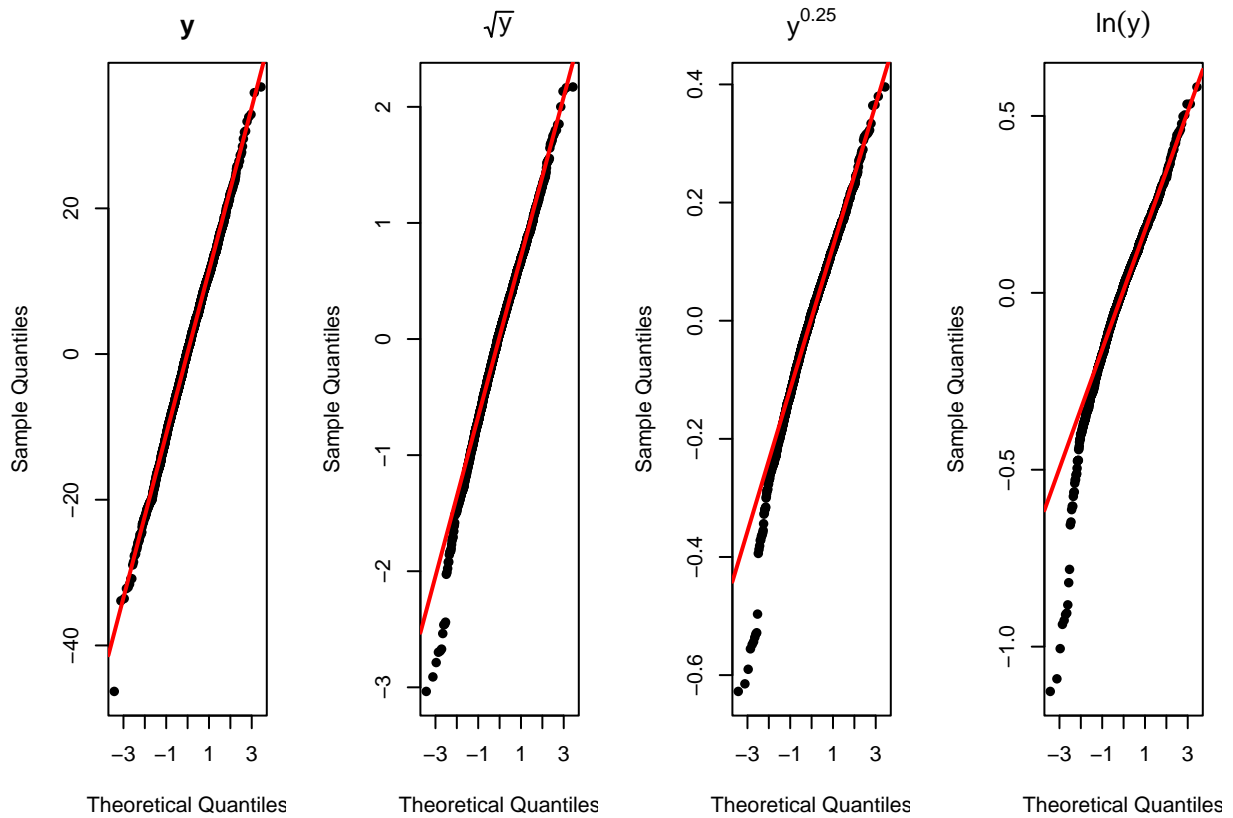 y
√y
y^0.25
ln(y)
Sample Quantiles
20
0
−20
−40
−3 −1 1 3
Theoretical Quantiles
Sample Quantiles
2
1
0
−1
−2
−3
−3 −1 1 3
Theoretical Quantiles
Sample Quantiles
0.4
0.2
0.0
−0.2
−0.4
−0.6
−3 −1 1 3
Theoretical Quantiles
Sample Quantiles
0.5
0.0
−0.5
−1.0
−3 −1 1 3
Theoretical Quantiles